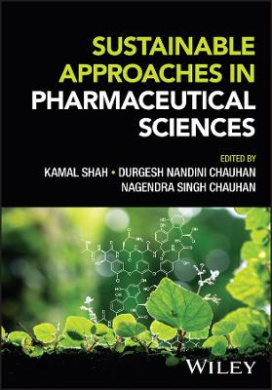 SUSTAINABLE
APPROACHES IN
PHARMACEUTICAL
SCIENCES
EDITED BY
KAMAL SHAH • DURGESH NANDINI CHAUHAN
NAGENDRA SINGH CHAUHAN
WILEY